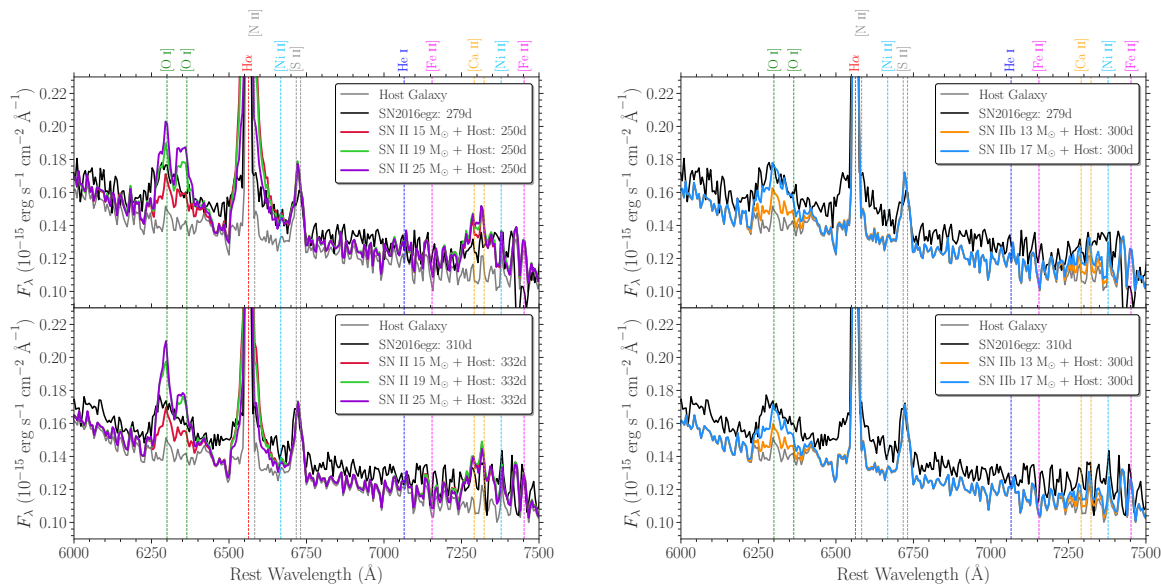 [O I] [O I] Hα [N II] [Ni II] [S II] He I [Fe II] [Ca II] [Ni II] [Fe II]
0.22
0.20
0.18
0.16
0.14
0.12
0.10
F_λ (10⁻¹⁵ erg s⁻¹ cm⁻² Å⁻¹)
Host Galaxy
SN2016egz: 279d
SN II 15 M⊙ + Host: 250d
SN II 19 M⊙ + Host: 250d
SN II 25 M⊙ + Host: 250d
0.22
0.20
0.18
0.16
0.14
0.12
0.10
F_λ (10⁻¹⁵ erg s⁻¹ cm⁻² Å⁻¹)
Host Galaxy
SN2016egz: 310d
SN II 15 M⊙ + Host: 332d
SN II 19 M⊙ + Host: 332d
SN II 25 M⊙ + Host: 332d
6000 6250 6500 6750 7000 7250 7500
Rest Wavelength (Å)
[O I] [O I] Hα [N II] [Ni II] [S II] He I [Fe II] [Ca II] [Ni II] [Fe II]
0.22
0.20
0.18
0.16
0.14
0.12
0.10
F_λ (10⁻¹⁵ erg s⁻¹ cm⁻² Å⁻¹)
Host Galaxy
SN2016egz: 279d
SN IIb 13 M⊙ + Host: 300d
SN IIb 17 M⊙ + Host: 300d
0.22
0.20
0.18
0.16
0.14
0.12
0.10
F_λ (10⁻¹⁵ erg s⁻¹ cm⁻² Å⁻¹)
Host Galaxy
SN2016egz: 310d
SN IIb 13 M⊙ + Host: 300d
SN IIb 17 M⊙ + Host: 300d
6000 6250 6500 6750 7000 7250 7500
Rest Wavelength (Å)